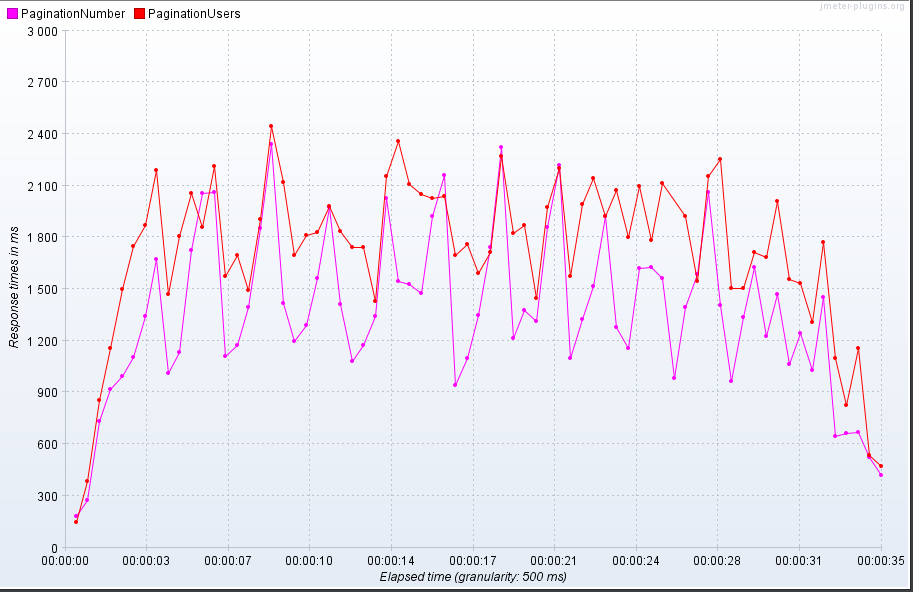 jmeter-plugins.org
PaginationNumber PaginationUsers
3 000
2 700
2 400
2 100
1 800
1 500
1 200
900
600
300
0
Response times in ms
00:00:00 00:00:03 00:00:07 00:00:10 00:00:14 00:00:17 00:00:21 00:00:24 00:00:28 00:00:31 00:00:35
Elapsed time (granularity: 500 ms)